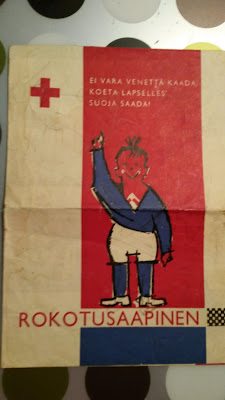 EI VARA VENETTÄ KAADA,
KOETA LAPSELLES'
SUOJA SAADA!
ROKOTUSAAPINEN